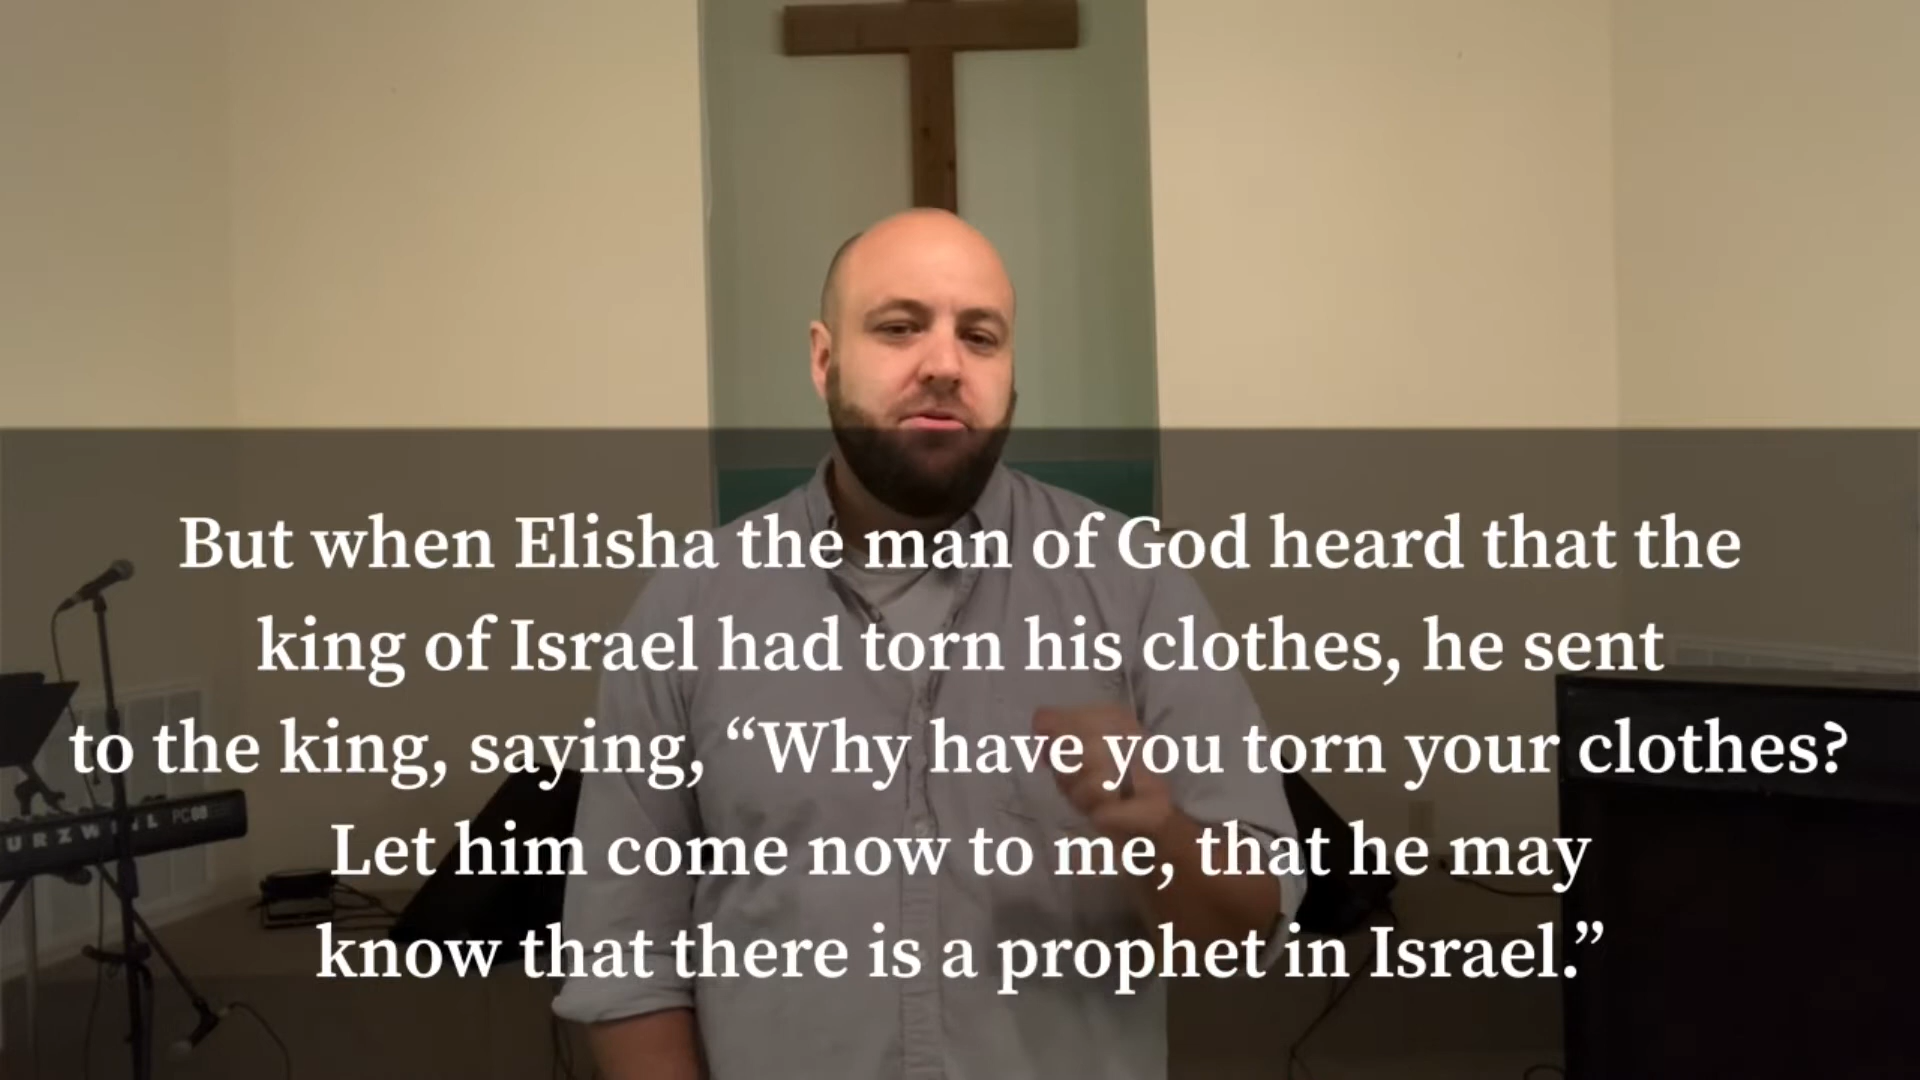 But when Elisha the man of God heard that the
king of Israel had torn his clothes, he sent
to the king, saying, “Why have you torn your clothes?
Let him come now to me, that he may
know that there is a prophet in Israel.”
PC88